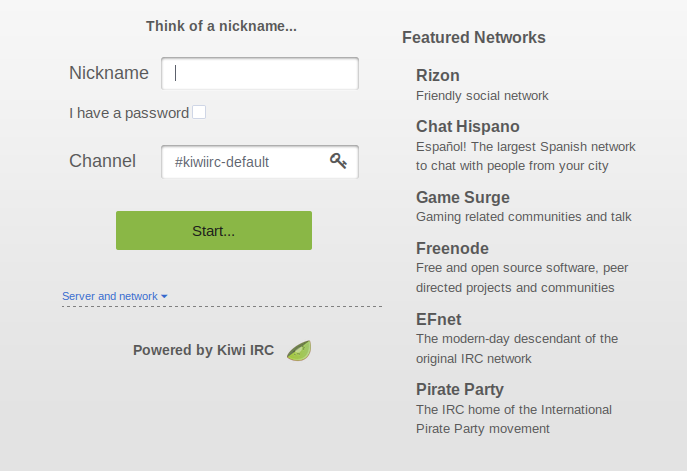 Think of a nickname...
Nickname
I have a password
Channel
#kiwiirc-default
Start...
Server and network
Powered by Kiwi IRC
Featured Networks
Rizon
Friendly social network
Chat Hispano
Español! The largest Spanish network
to chat with people from your city
Game Surge
Gaming related communities and talk
Freenode
Free and open source software, peer
directed projects and communities
EFnet
The modern-day descendant of the
original IRC network
Pirate Party
The IRC home of the International
Pirate Party movement